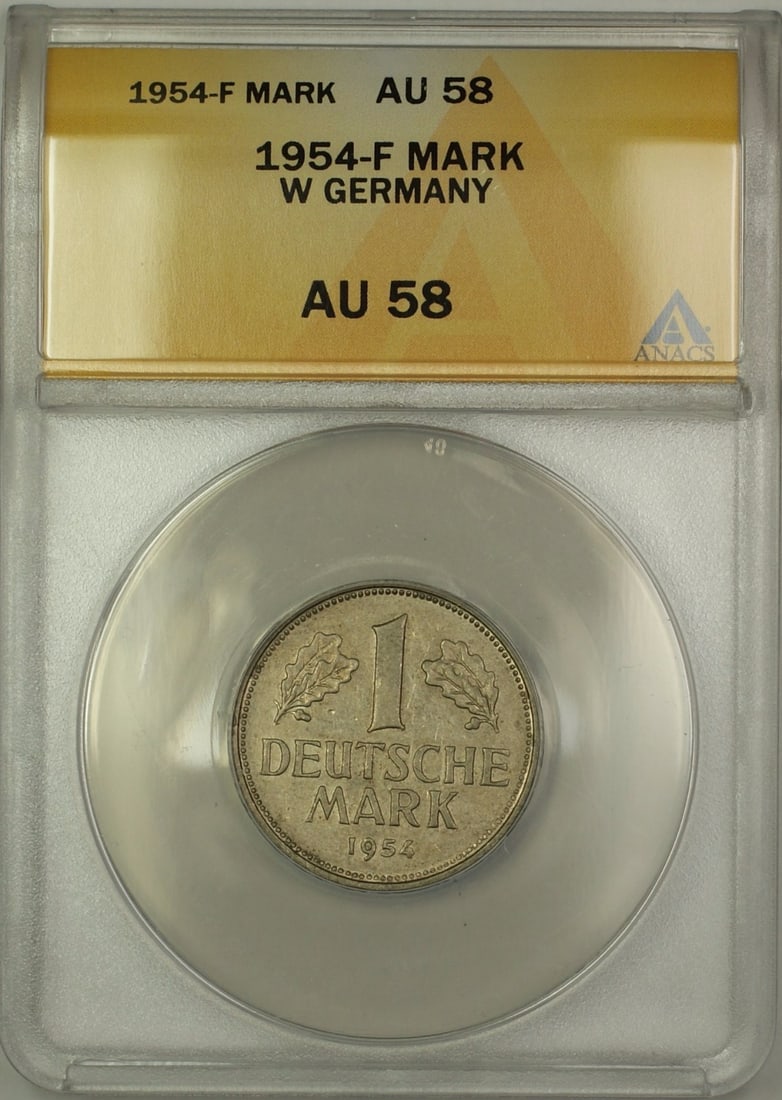 1954-F MARK AU 58
1954-F MARK
W GERMANY
AU 58
ANACS
1
DEUTSCHE
MARK
1954